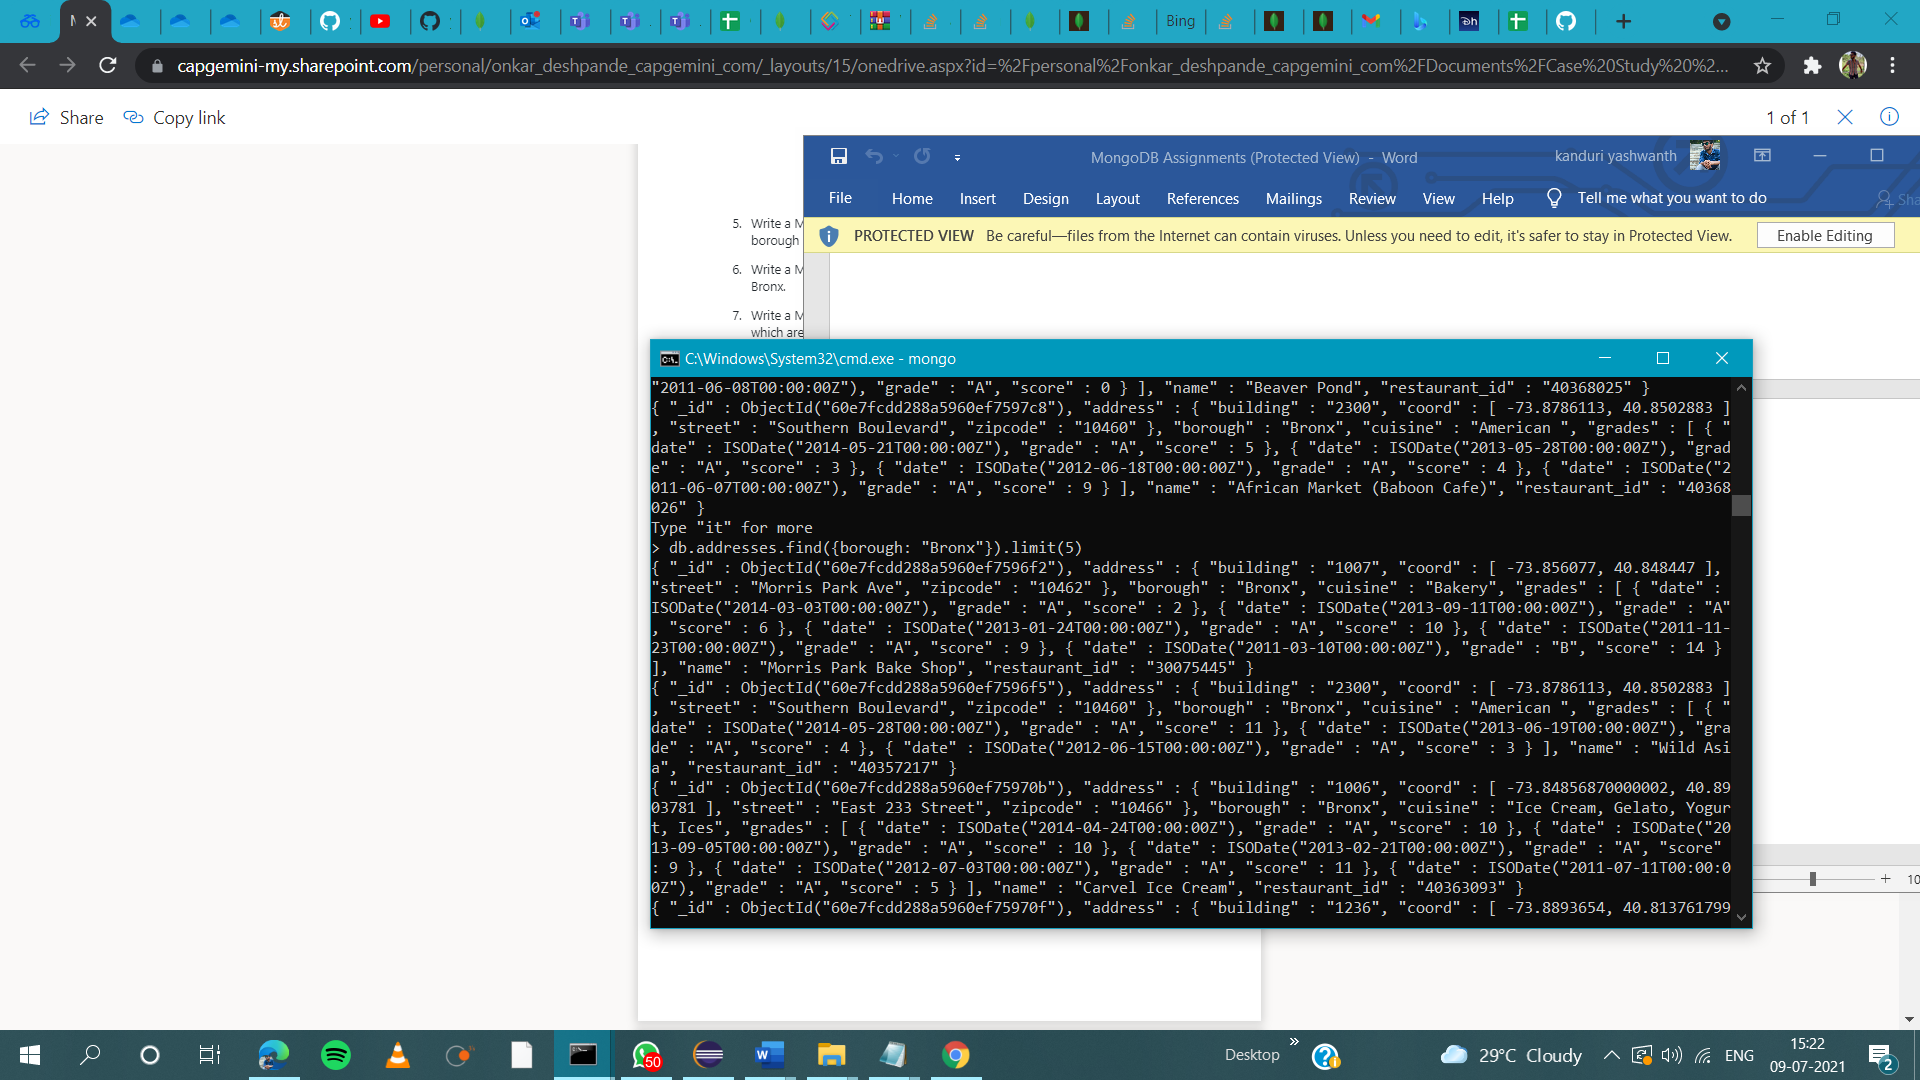 Bing
capgemini-my.sharepoint.com/personal/onkar_deshpande_capgemini_com/_layouts/15/onedrive.aspx?id=%2Fpersonal%2Fonkar_deshpande_capgemini_com%2FDocuments%2FCase%20Study%20%2...
Share Copy link 1 of 1
MongoDB Assignments (Protected View) - Word kanduri yashwanth
File Home Insert Design Layout References Mailings Review View Help Tell me what you want to do Sha
PROTECTED VIEW Be careful—files from the Internet can contain viruses. Unless you need to edit, it's safer to stay in Protected View. Enable Editing
5. Write a M
borough
6. Write a M
Bronx.
7. Write a M
which are
C:\Windows\System32\cmd.exe - mongo
"2011-06-08T00:00:00Z"), "grade" : "A", "score" : 0 } ], "name" : "Beaver Pond", "restaurant_id" : "40368025" }
{ "_id" : ObjectId("60e7fcdd288a5960ef7597c8"), "address" : { "building" : "2300", "coord" : [ -73.8786113, 40.8502883 ]
, "street" : "Southern Boulevard", "zipcode" : "10460" }, "borough" : "Bronx", "cuisine" : "American ", "grades" : [ { "
date" : ISODate("2014-05-21T00:00:00Z"), "grade" : "A", "score" : 5 }, { "date" : ISODate("2013-05-28T00:00:00Z"), "grad
e" : "A", "score" : 3 }, { "date" : ISODate("2012-06-18T00:00:00Z"), "grade" : "A", "score" : 4 }, { "date" : ISODate("2
011-06-07T00:00:00Z"), "grade" : "A", "score" : 9 } ], "name" : "African Market (Baboon Cafe)", "restaurant_id" : "40368
026" }
Type "it" for more
> db.addresses.find({borough: "Bronx"}).limit(5)
{ "_id" : ObjectId("60e7fcdd288a5960ef7596f2"), "address" : { "building" : "1007", "coord" : [ -73.856077, 40.848447 ],
"street" : "Morris Park Ave", "zipcode" : "10462" }, "borough" : "Bronx", "cuisine" : "Bakery", "grades" : [ { "date" :
ISODate("2014-03-03T00:00:00Z"), "grade" : "A", "score" : 2 }, { "date" : ISODate("2013-09-11T00:00:00Z"), "grade" : "A"
, "score" : 6 }, { "date" : ISODate("2013-01-24T00:00:00Z"), "grade" : "A", "score" : 10 }, { "date" : ISODate("2011-11-
23T00:00:00Z"), "grade" : "A", "score" : 9 }, { "date" : ISODate("2011-03-10T00:00:00Z"), "grade" : "B", "score" : 14 }
], "name" : "Morris Park Bake Shop", "restaurant_id" : "30075445" }
{ "_id" : ObjectId("60e7fcdd288a5960ef7596f5"), "address" : { "building" : "2300", "coord" : [ -73.8786113, 40.8502883 ]
, "street" : "Southern Boulevard", "zipcode" : "10460" }, "borough" : "Bronx", "cuisine" : "American ", "grades" : [ { "
date" : ISODate("2014-05-28T00:00:00Z"), "grade" : "A", "score" : 11 }, { "date" : ISODate("2013-06-19T00:00:00Z"), "gra
de" : "A", "score" : 4 }, { "date" : ISODate("2012-06-15T00:00:00Z"), "grade" : "A", "score" : 3 } ], "name" : "Wild Asi
a", "restaurant_id" : "40357217" }
{ "_id" : ObjectId("60e7fcdd288a5960ef75970b"), "address" : { "building" : "1006", "coord" : [ -73.84856870000002, 40.89
03781 ], "street" : "East 233 Street", "zipcode" : "10466" }, "borough" : "Bronx", "cuisine" : "Ice Cream, Gelato, Yogur
t, Ices", "grades" : [ { "date" : ISODate("2014-04-24T00:00:00Z"), "grade" : "A", "score" : 10 }, { "date" : ISODate("20
13-09-05T00:00:00Z"), "grade" : "A", "score" : 10 }, { "date" : ISODate("2013-02-21T00:00:00Z"), "grade" : "A", "score"
: 9 }, { "date" : ISODate("2012-07-03T00:00:00Z"), "grade" : "A", "score" : 11 }, { "date" : ISODate("2011-07-11T00:00:0
0Z"), "grade" : "A", "score" : 5 } ], "name" : "Carvel Ice Cream", "restaurant_id" : "40363093" }
{ "_id" : ObjectId("60e7fcdd288a5960ef75970f"), "address" : { "building" : "1236", "coord" : [ -73.8893654, 40.813761799
10
50 Desktop 29°C Cloudy ENG 15:22
09-07-2021 2